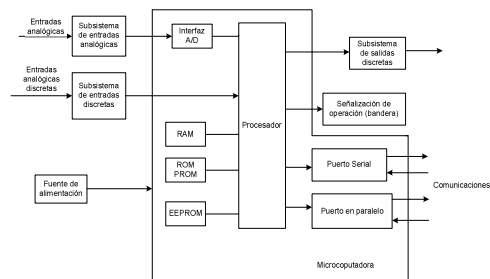 Entradas
analógicas
Subsistema
de entradas
analógicas
Interfaz
A/D
Subsistema
de salidas
discretas
Entradas
analógicas
discretas
Subsistema
de entradas
discretas
Procesador
Señalización de
operación (bandera)
RAM
ROM
PROM
Puerto Serial
Fuente de
alimentación
Comunicaciones
EEPROM
Puerto en paralelo
Microcoputadora